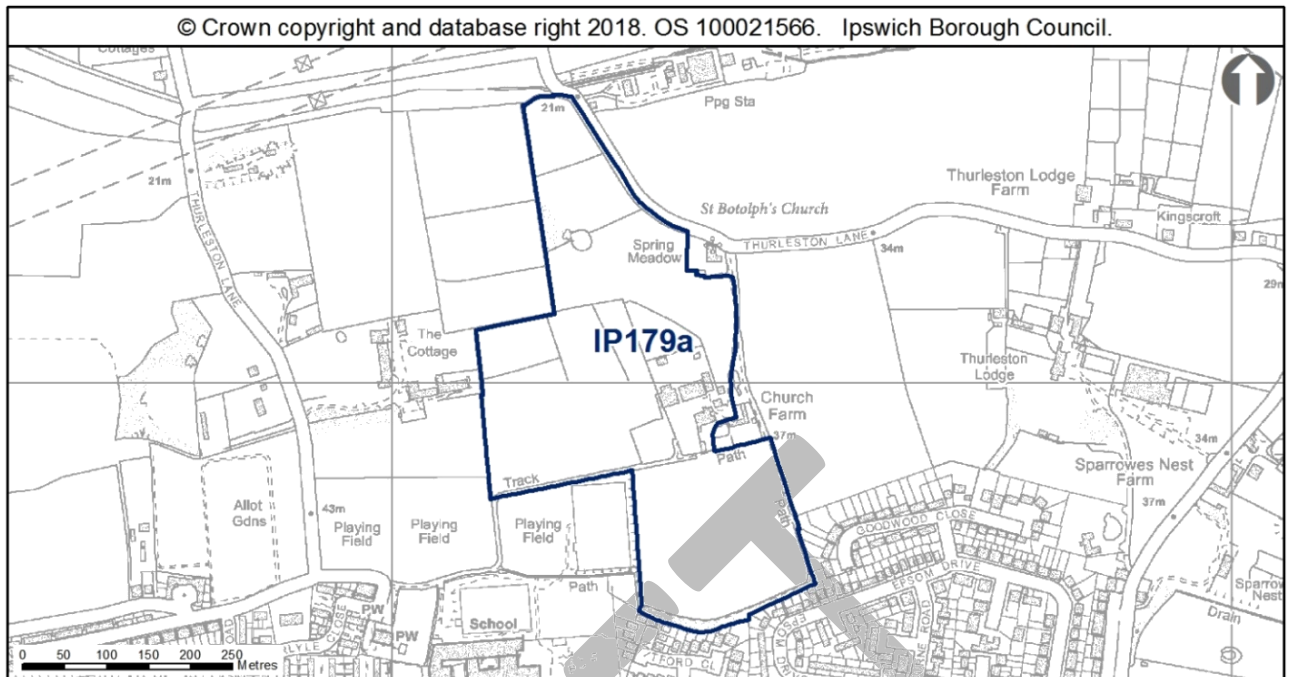 © Crown copyright and database right 2018. OS 100021566. Ipswich Borough Council.
Cottages
21m
Ppg Sta
21m
THURLESTON LANE
Thurleston Lodge
Farm
St Botolph's Church
Kingscroft
Spring
Meadow
THURLESTON LANE
34m
29m
IP179a
The
Cottage
Thurleston
Lodge
Church
Farm
37m
Path
34m
Track
Sparrowes Nest
Farm
Allot
Gdns
43m
Playing
Field
Playing
Field
Playing
Field
Path
37m
GOODWOOD CLOSE
EPSOM DRIVE
Path
PW
School
PW
Drain
0 50 100 150 200 250
Metres